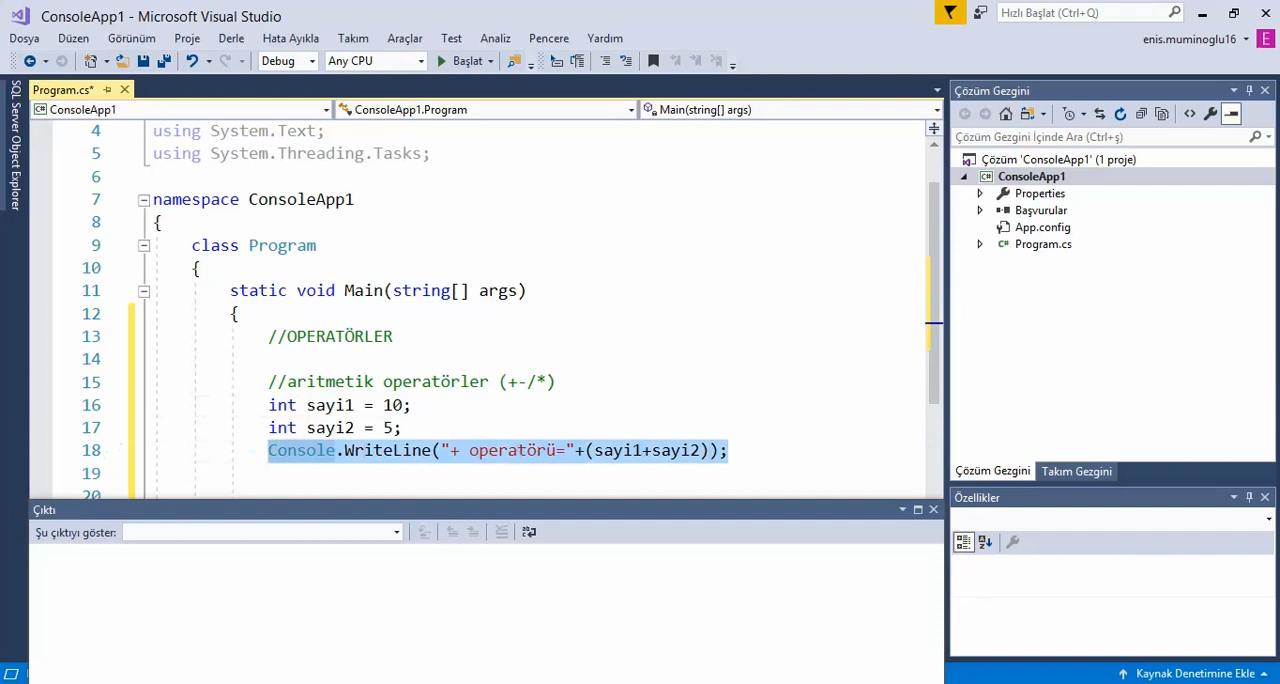 ConsoleApp1 - Microsoft Visual Studio
Hızlı Başlat (Ctrl+Q)
Dosya Düzen Görünüm Proje Derle Hata Ayıkla Takım Araçlar Test Analiz Pencere Yardım
enis.muminoglu16 E
Debug Any CPU Başlat
SQL Server Object Explorer
Program.cs*
ConsoleApp1 ConsoleApp1.Program Main(string[] args)
4 using System.Text;
5 using System.Threading.Tasks;
6
7 namespace ConsoleApp1
8 {
9 class Program
10 {
11 static void Main(string[] args)
12 {
13 //OPERATÖRLER
14
15 //aritmetik operatörler (+-/*)
16 int sayi1 = 10;
17 int sayi2 = 5;
18 Console.WriteLine("+ operatörü="+(sayi1+sayi2));
19
20
Çıktı
Şu çıktıyı göster:
Çözüm Gezgini
Çözüm Gezgini İçinde Ara (Ctrl+ş)
Çözüm 'ConsoleApp1' (1 proje)
ConsoleApp1
Properties
Başvurular
App.config
Program.cs
Çözüm Gezgini Takım Gezgini
Özellikler
Kaynak Denetimine Ekle